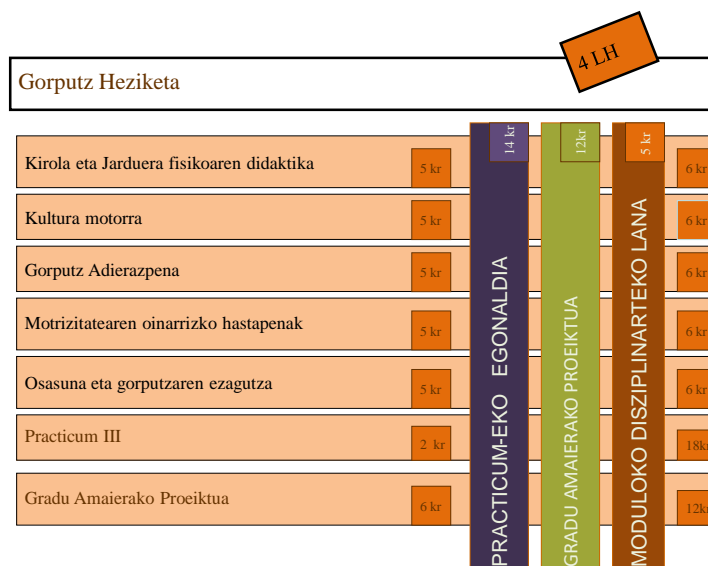 4 LH
Gorputz Heziketa
14 kr
12kr
5 kr
Kirola eta Jarduera fisikoaren didaktika
5 kr
6 kr
Kultura motorra
5 kr
6 kr
Gorputz Adierazpena
5 kr
6 kr
Motrizitatearen oinarrizko hastapenak
5 kr
6 kr
Osasuna eta gorputzaren ezagutza
5 kr
6 kr
Practicum III
2 kr
18kr
Gradu Amaierako Proeiktua
6 kr
12kr
PRACTICUM-EKO EGONALDIA
GRADU AMAIERAKO PROEIKTUA
MODULOKO DISZIPLINARTEKO LANA